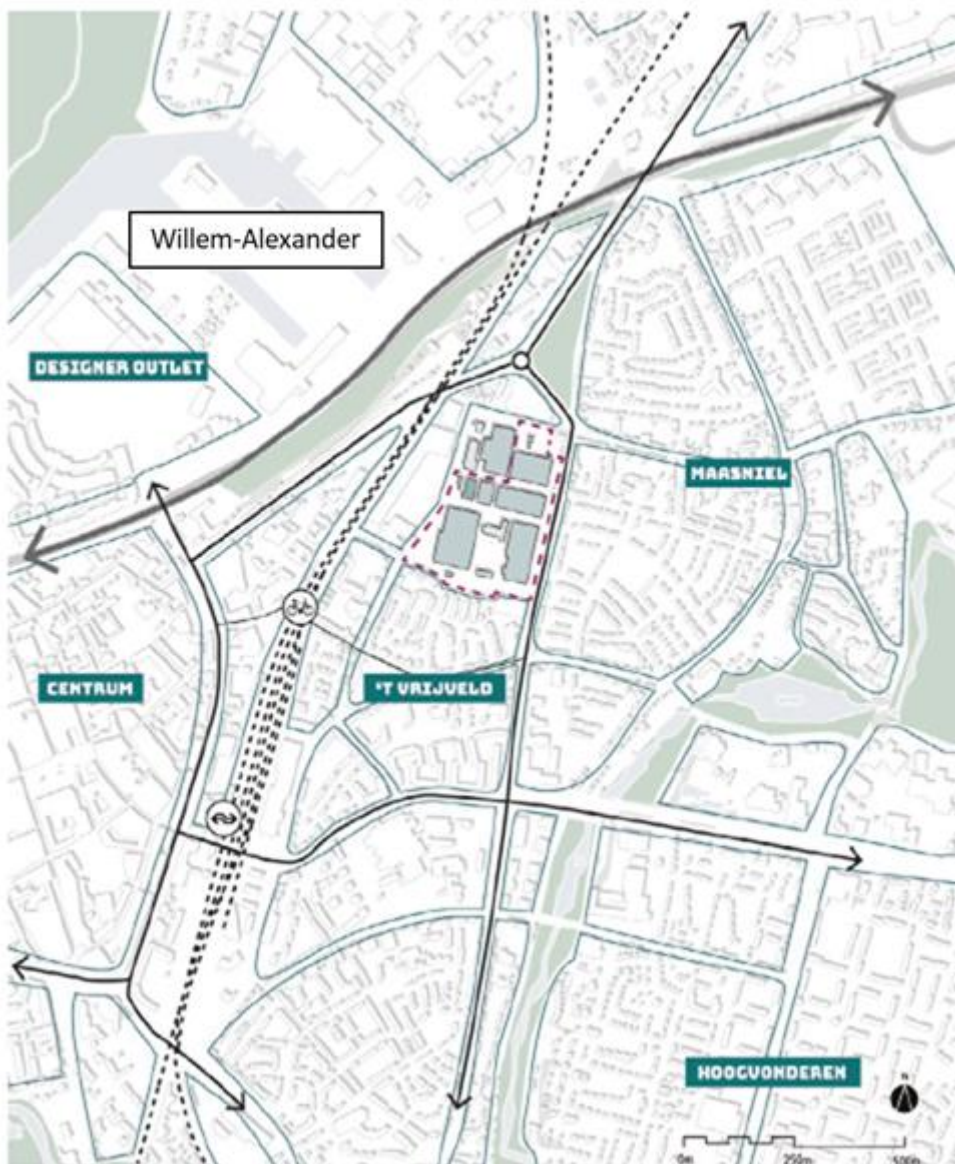 Willem-Alexander
DESIGNER OUTLET
MAASNIEL
CENTRUM
'T VRIJVELD
HOOGVONDEREN
N
0m 250m 500m